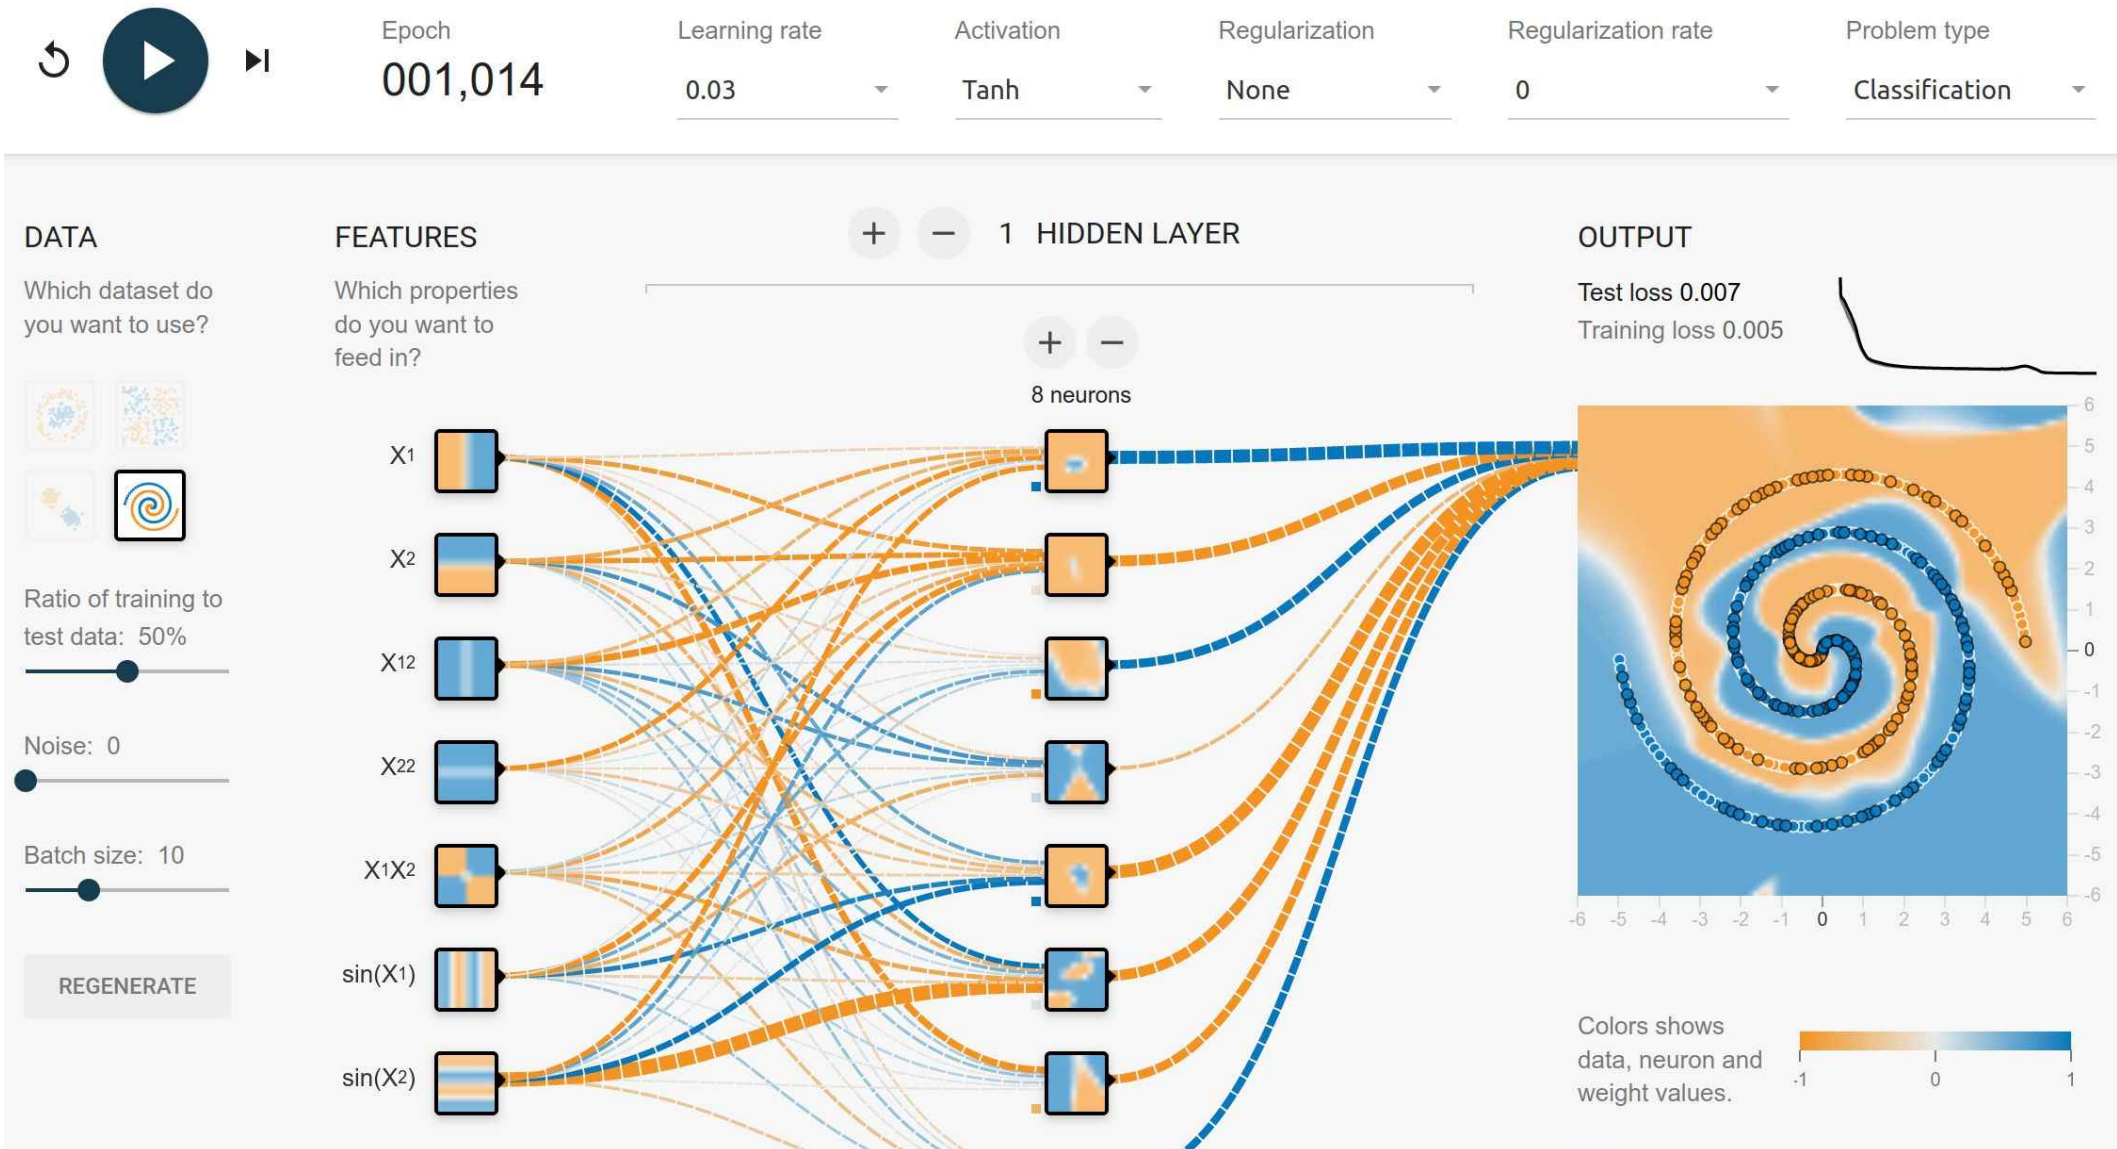 Epoch
001,014
Learning rate
0.03
Activation
Tanh
Regularization
None
Regularization rate
0
Problem type
Classification
DATA
Which dataset do
you want to use?
Ratio of training to
test data: 50%
Noise: 0
Batch size: 10
REGENERATE
FEATURES
Which properties
do you want to
feed in?
X1
X2
X12
X22
X1X2
sin(X1)
sin(X2)
+ − 1 HIDDEN LAYER
+ −
8 neurons
OUTPUT
Test loss 0.007
Training loss 0.005
6
5
4
3
2
1
0
-1
-2
-3
-4
-5
-6
-6 -5 -4 -3 -2 -1 0 1 2 3 4 5 6
Colors shows
data, neuron and
weight values.
-1 0 1